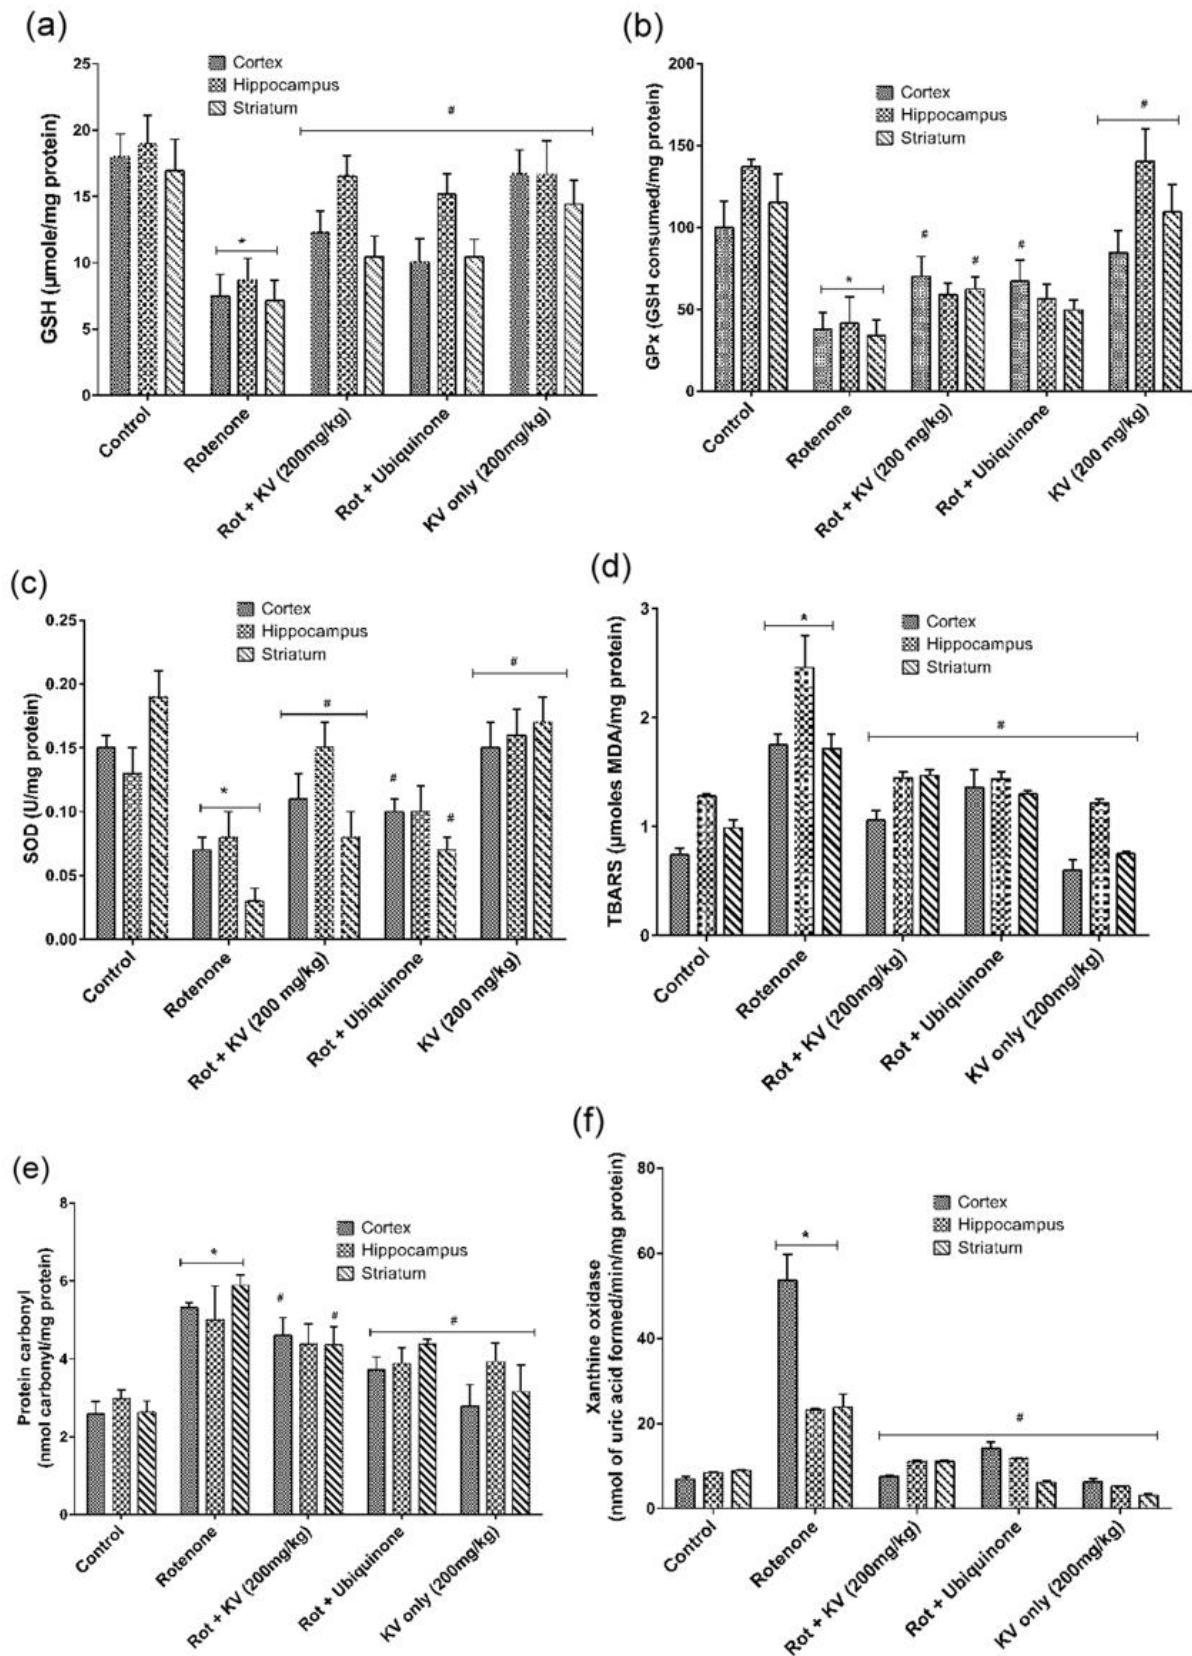 (a)
GSH (µmole/mg protein)
25
20
15
10
5
0
Cortex
Hippocampus
Striatum
*
#
Control
Rotenone
Rot + KV (200mg/kg)
Rot + Ubiquinone
KV only (200mg/kg)
(b)
GPx (GSH consumed/mg protein)
200
150
100
50
0
Cortex
Hippocampus
Striatum
*
#
#
#
#
Control
Rotenone
Rot + KV (200 mg/kg)
Rot + Ubiquinone
KV (200 mg/kg)
(c)
SOD (U/mg protein)
0.25
0.20
0.15
0.10
0.05
0.00
Cortex
Hippocampus
Striatum
*
#
#
#
#
Control
Rotenone
Rot + KV (200 mg/kg)
Rot + Ubiquinone
KV (200 mg/kg)
(d)
TBARS (µmoles MDA/mg protein)
3
2
1
0
Cortex
Hippocampus
Striatum
*
#
Control
Rotenone
Rot + KV (200mg/kg)
Rot + Ubiquinone
KV only (200mg/kg)
(e)
Protein carbonyl
(nmol carbonyl/mg protein)
8
6
4
2
0
Cortex
Hippocampus
Striatum
*
#
#
#
Control
Rotenone
Rot + KV (200mg/kg)
Rot + Ubiquinone
KV only (200mg/kg)
(f)
Xanthine oxidase
(nmol of uric acid formed/min/mg protein)
80
60
40
20
0
Cortex
Hippocampus
Striatum
*
#
Control
Rotenone
Rot + KV (200mg/kg)
Rot + Ubiquinone
KV only (200mg/kg)